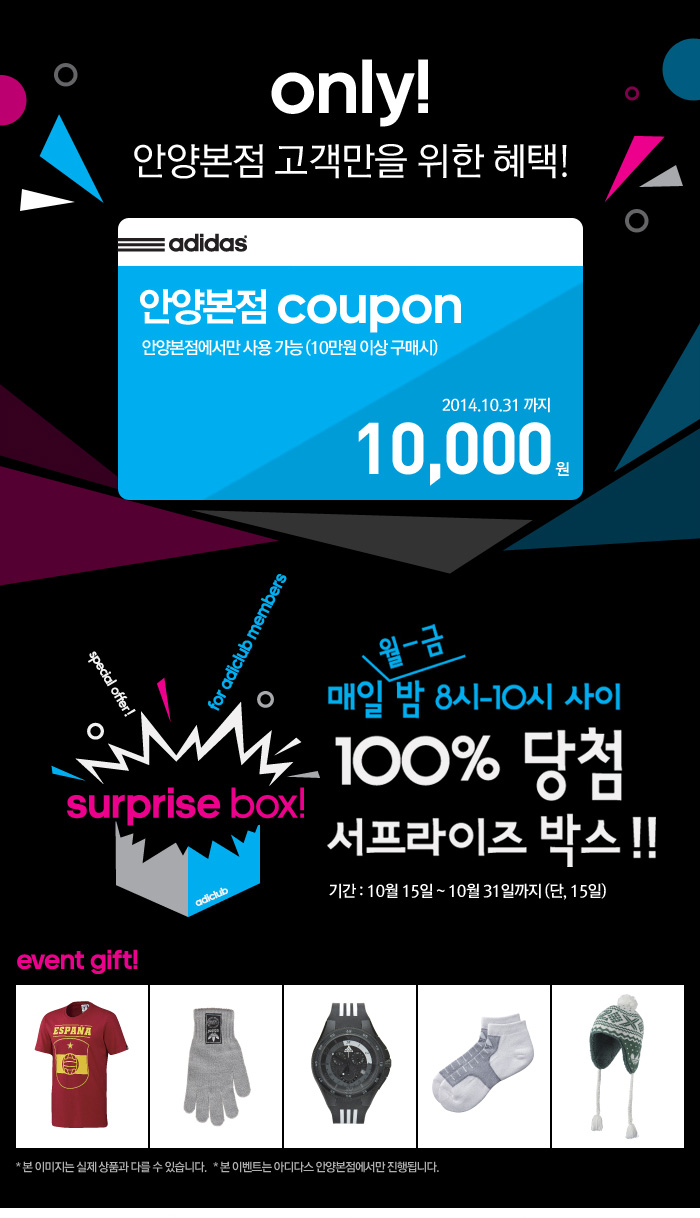 only!
안양본점 고객만을 위한 혜택!
adidas
안양본점 coupon
안양본점에서만 사용 가능 (10만원 이상 구매시)
2014.10.31 까지
10,000원
special offer!
for adiclub members
surprise box!
adiclub
월-금
매일 밤 8시-10시 사이
100% 당첨
서프라이즈 박스 !!
기간 : 10월 15일 ~ 10월 31일까지 (단, 15일)
event gift!
ESPAÑA
* 본 이미지는 실제 상품과 다를 수 있습니다. * 본 이벤트는 아디다스 안양본점에서만 진행됩니다.